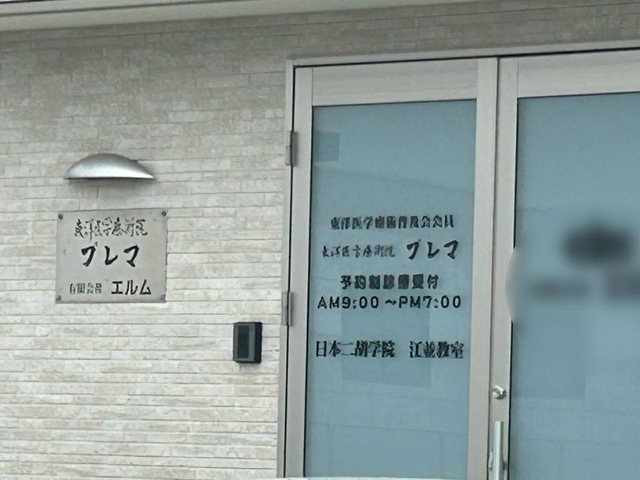 東洋医学療術院
プレマ
有限会社 エルム
東洋医学療術普及会会員
東洋医学療術院 プレマ
予約制診療受付
AM9:00～PM7:00
日本二胡学院 江並教室